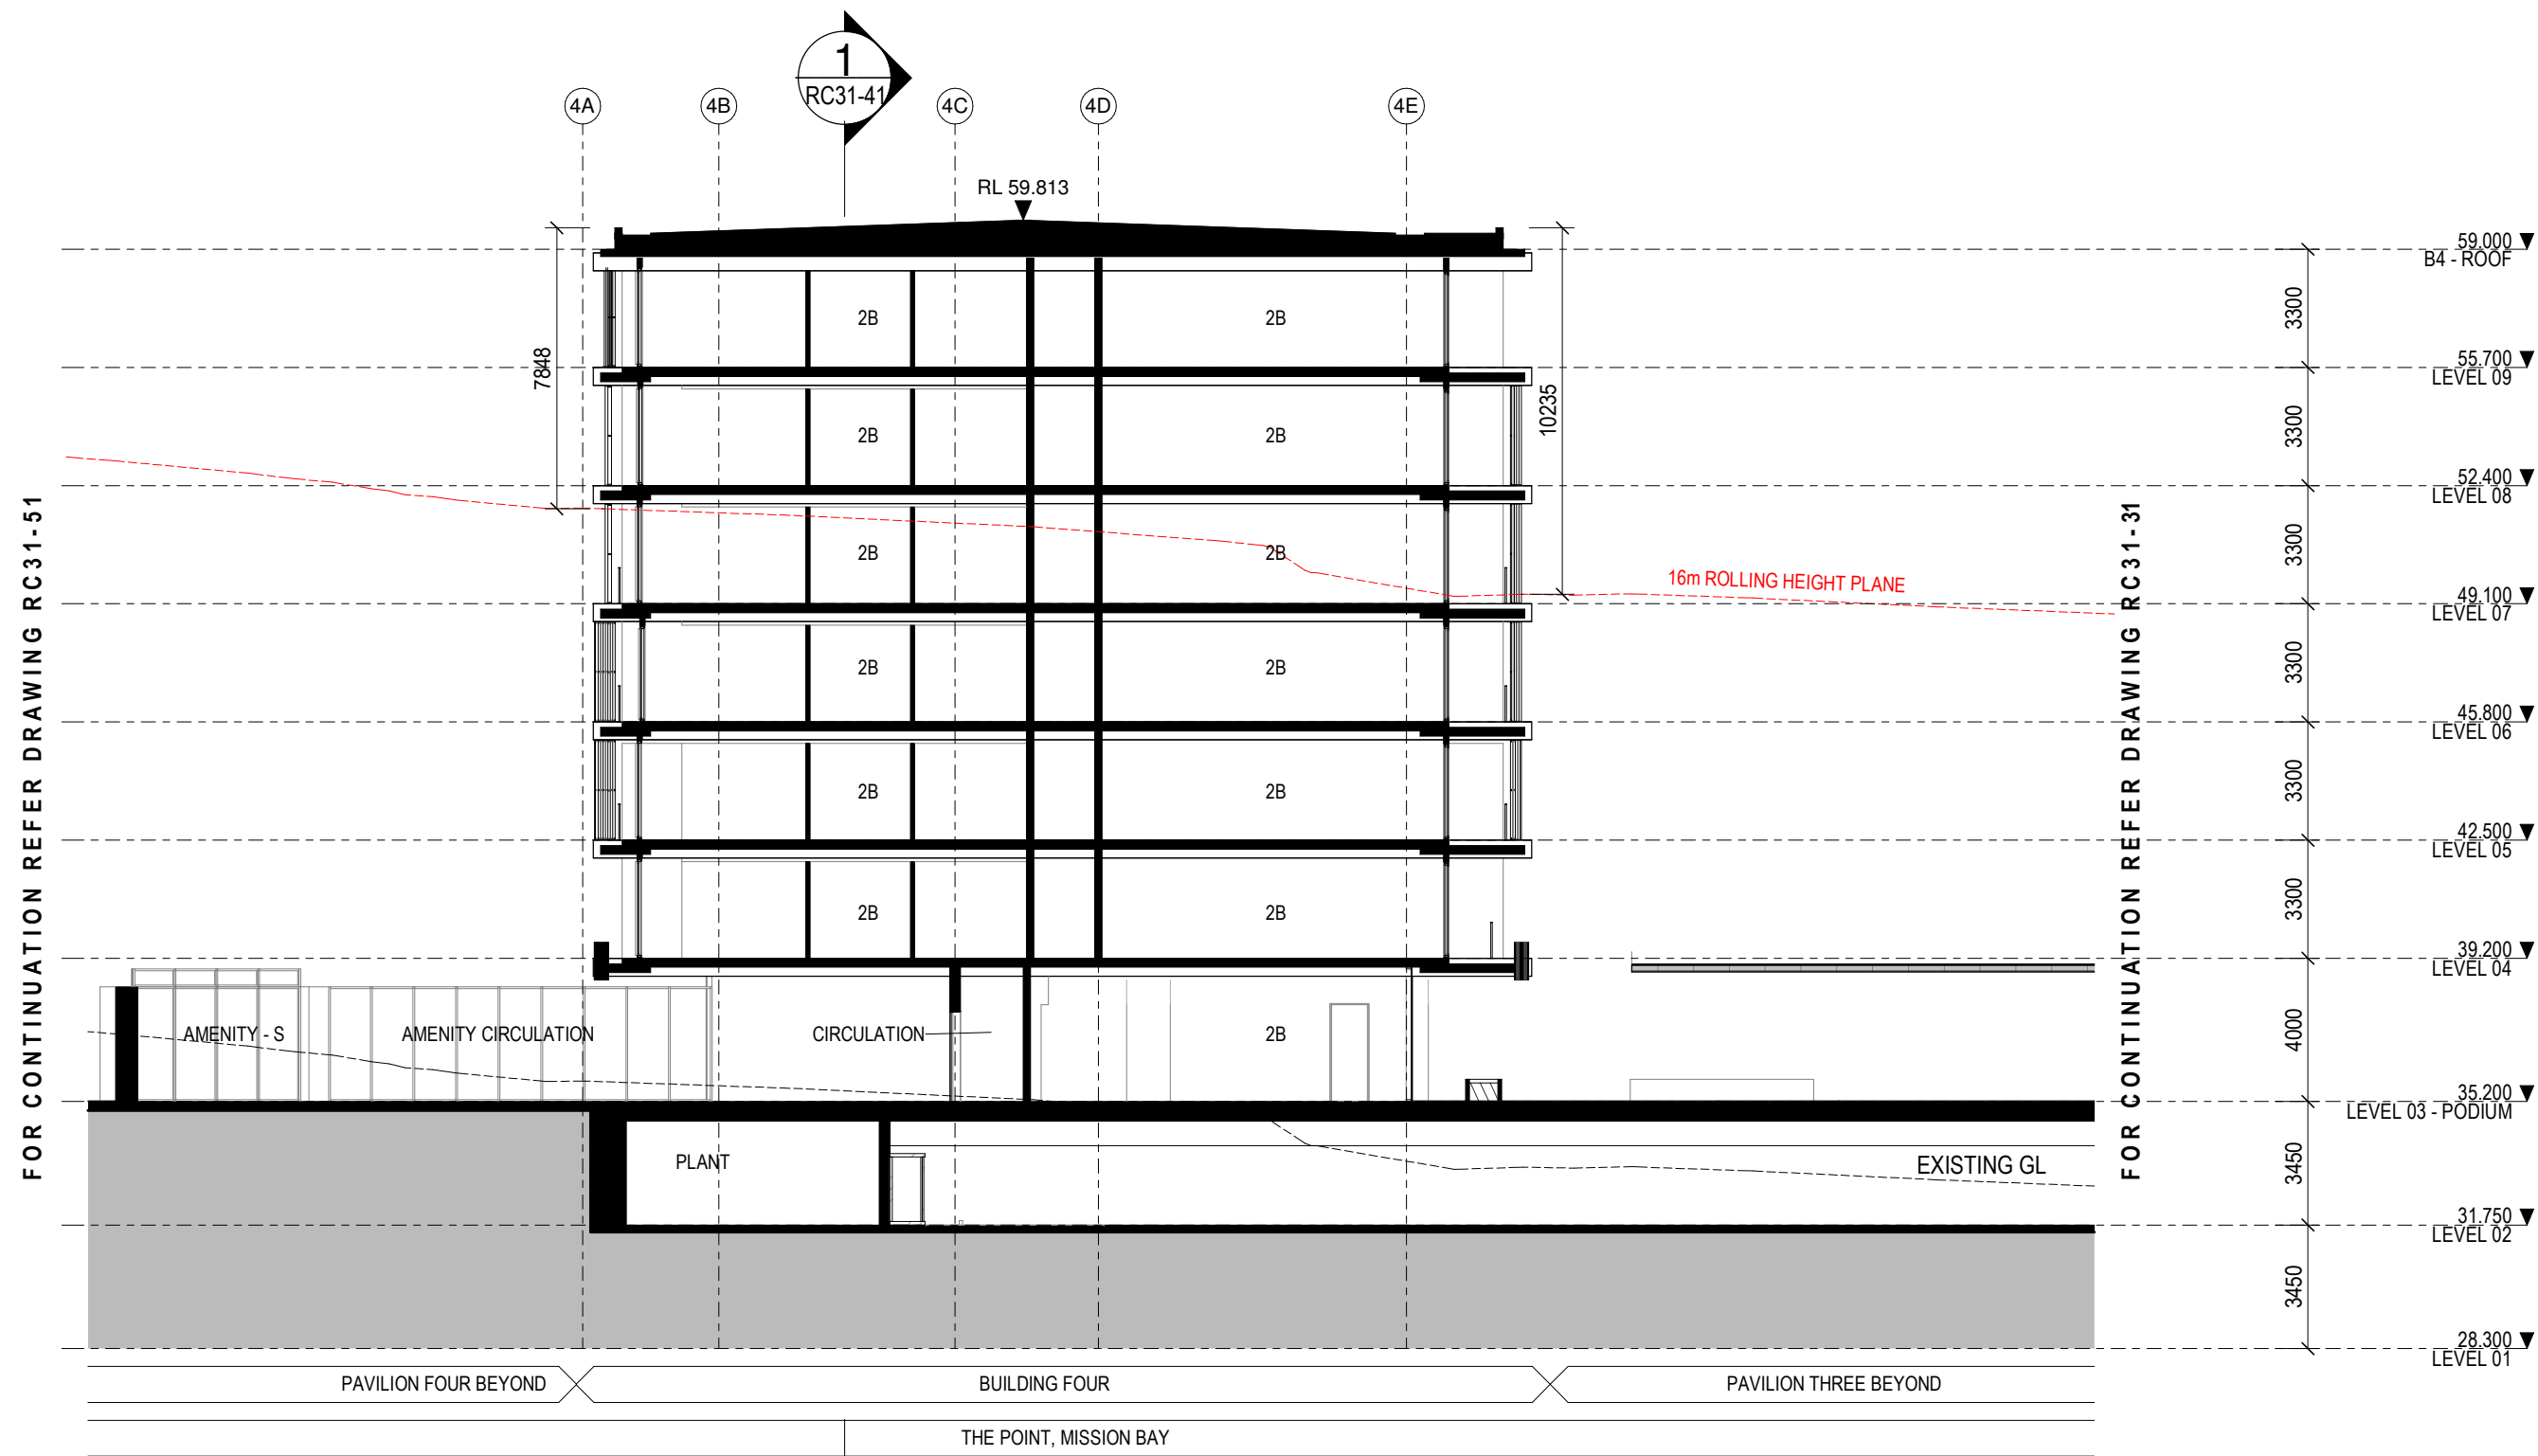 1
RC31-41
4A
4B
4C
4D
4E
RL 59.813
59.000
B4 - ROOF
3300
2B
2B
7848
55.700
LEVEL 09
10235
3300
2B
2B
52.400
LEVEL 08
3300
2B
2B
16m ROLLING HEIGHT PLANE
49.100
LEVEL 07
3300
2B
2B
45.800
LEVEL 06
3300
2B
2B
42.500
LEVEL 05
3300
2B
2B
39.200
LEVEL 04
4000
AMENITY - S
AMENITY CIRCULATION
CIRCULATION
2B
35.200
LEVEL 03 - PODIUM
3450
PLANT
EXISTING GL
31.750
LEVEL 02
3450
28.300
LEVEL 01
FOR CONTINUATION REFER DRAWING RC31-51
FOR CONTINUATION REFER DRAWING RC31-31
PAVILION FOUR BEYOND
BUILDING FOUR
PAVILION THREE BEYOND
THE POINT, MISSION BAY